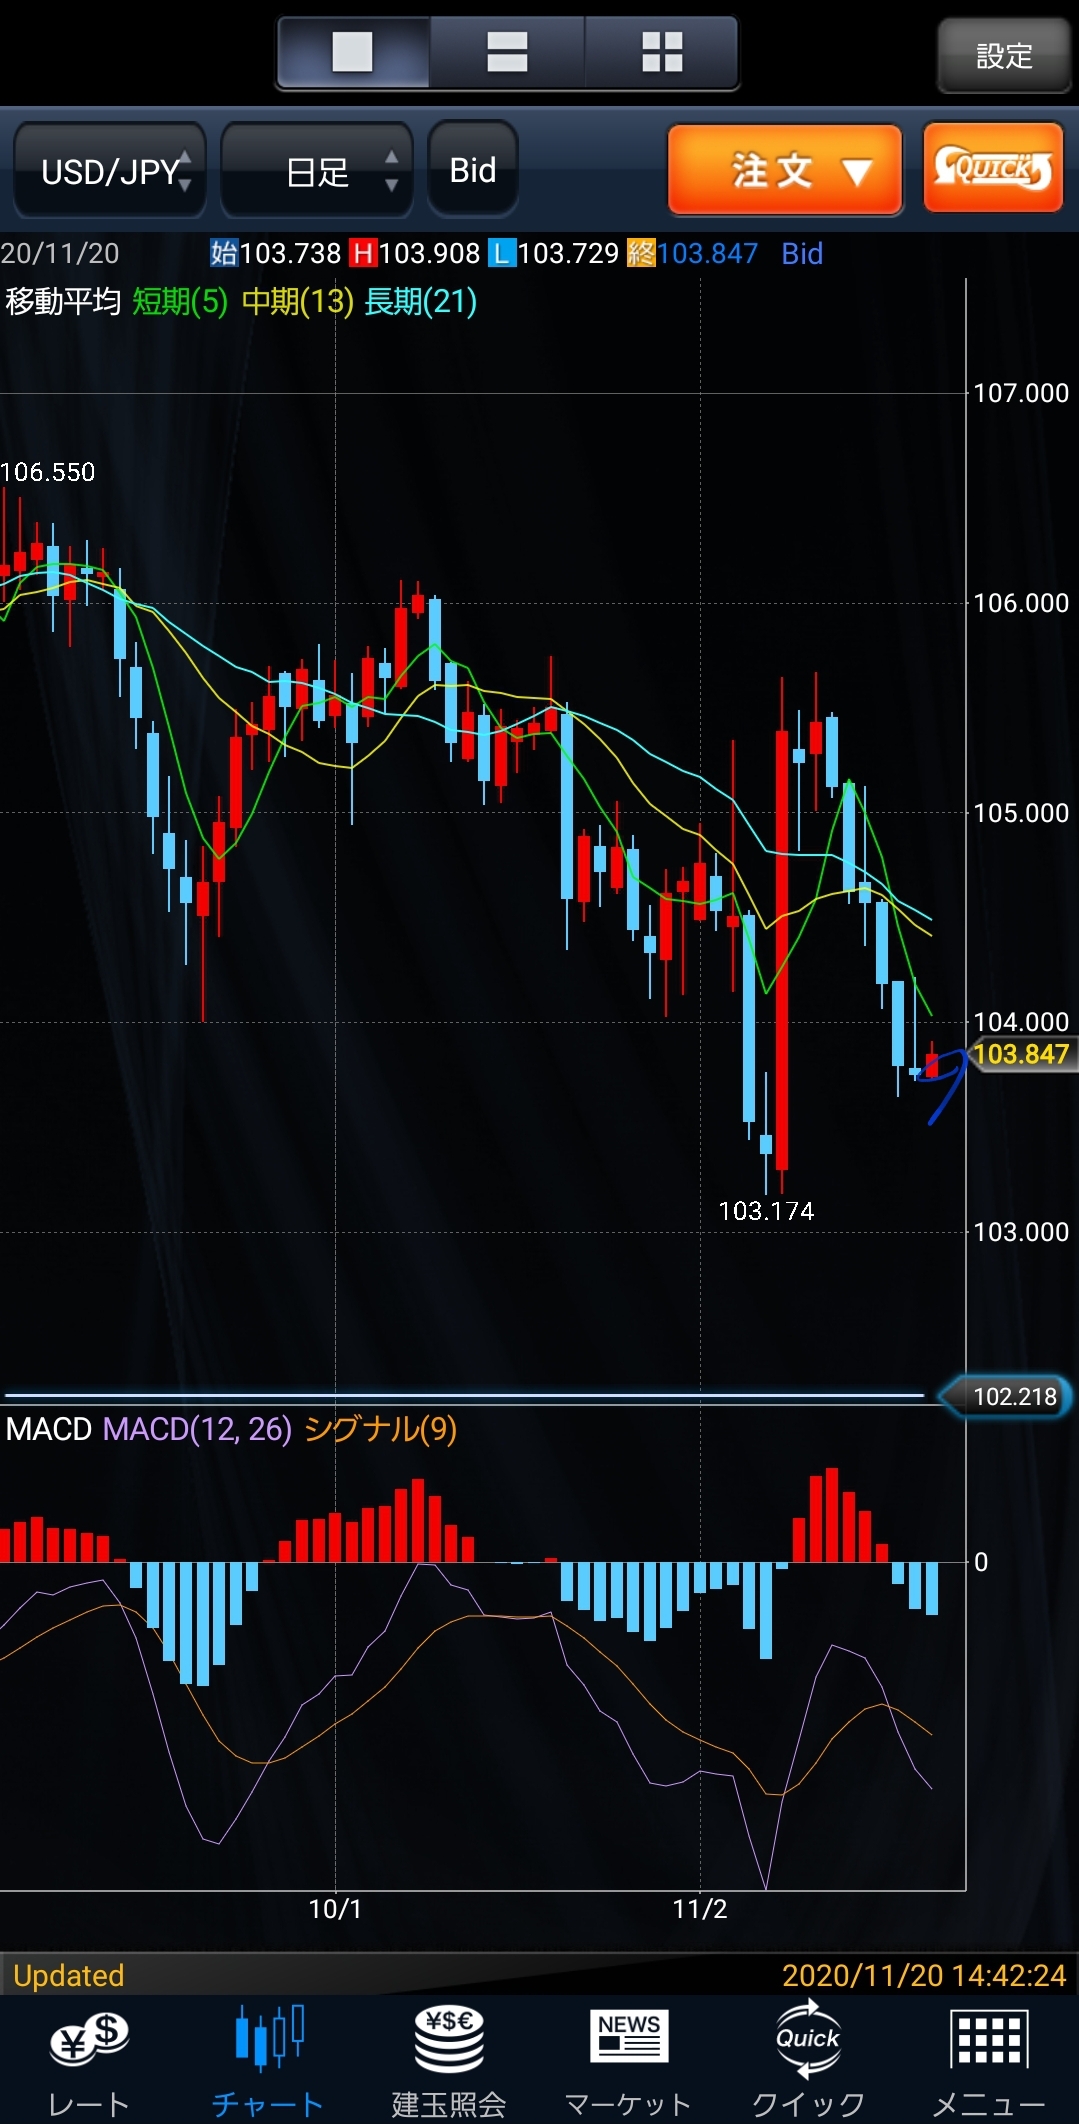 設定
USD/JPY 日足 Bid 注文 ▼ QUICK
20/11/20 始103.738 H103.908 L103.729 終103.847 Bid
移動平均 短期(5) 中期(13) 長期(21)
107.000
106.550
106.000
105.000
104.000
103.847
103.174
103.000
102.218
MACD MACD(12, 26) シグナル(9)
0
10/1 11/2
Updated 2020/11/20 14:42:24
¥ $ ¥$€ NEWS Quick
レート チャート 建玉照会 マーケット クイック メニュー